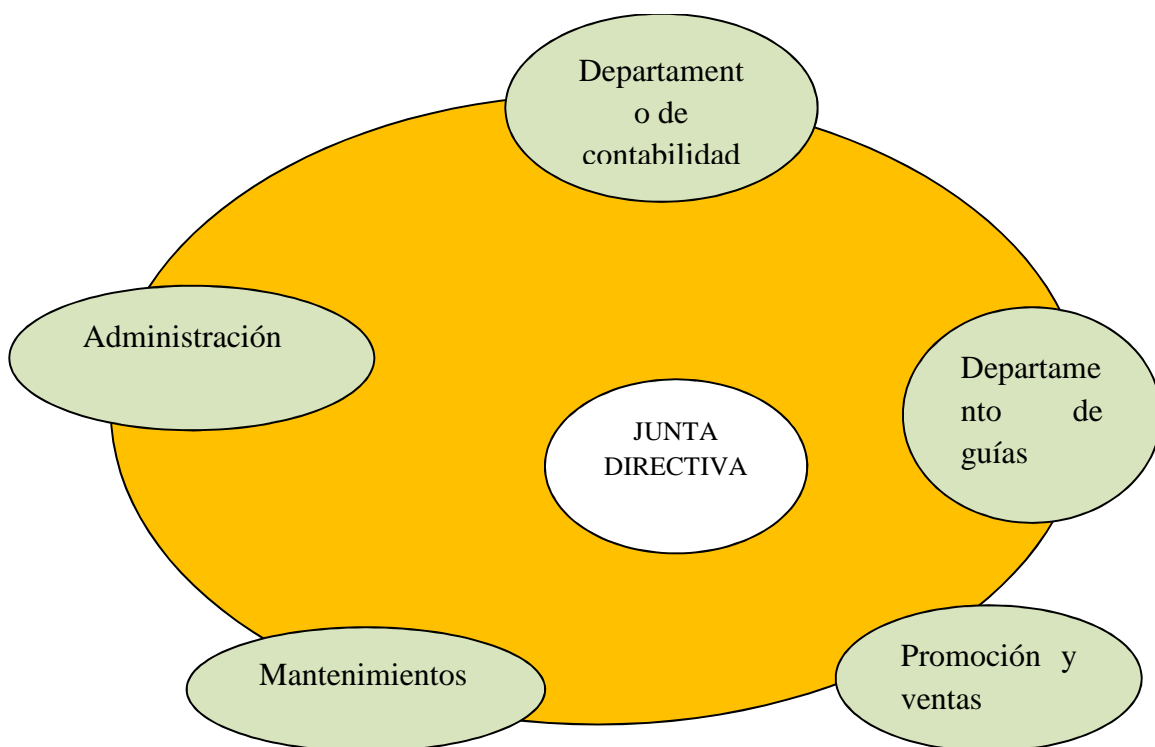 Departament
o de
contabilidad
Administración
Departame
nto de
guías
JUNTA
DIRECTIVA
Mantenimientos
Promoción y
ventas